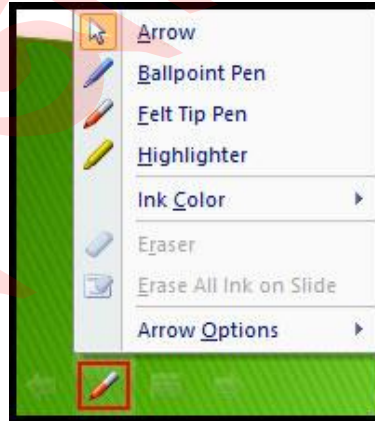 Arrow
Ballpoint Pen
Felt Tip Pen
Highlighter
Ink Color
Eraser
Erase All Ink on Slide
Arrow Options